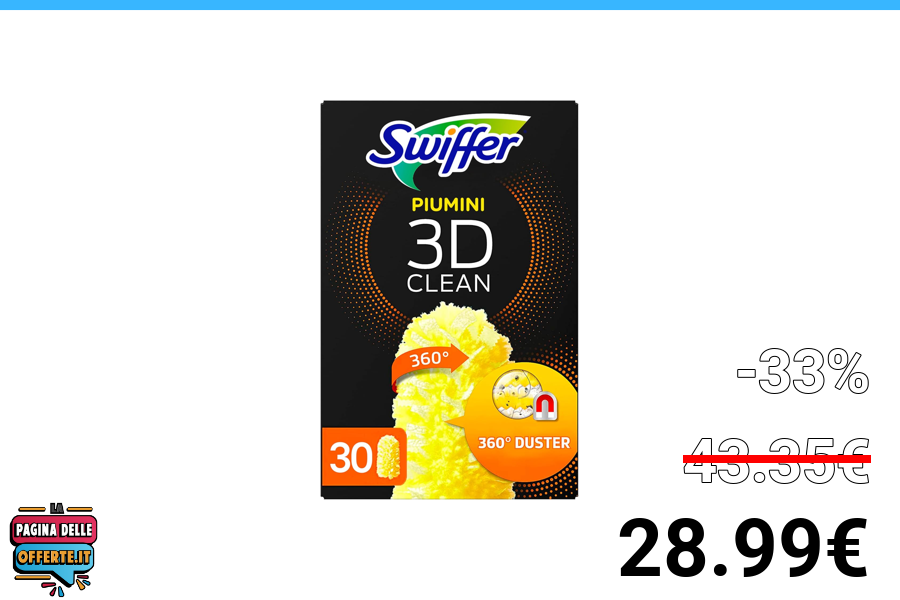 Swiffer
PIUMINI
3D
CLEAN
360°
360° DUSTER
30
-33%
43.35€
28.99€
LA
PAGINA DELLE
OFFERTE.IT